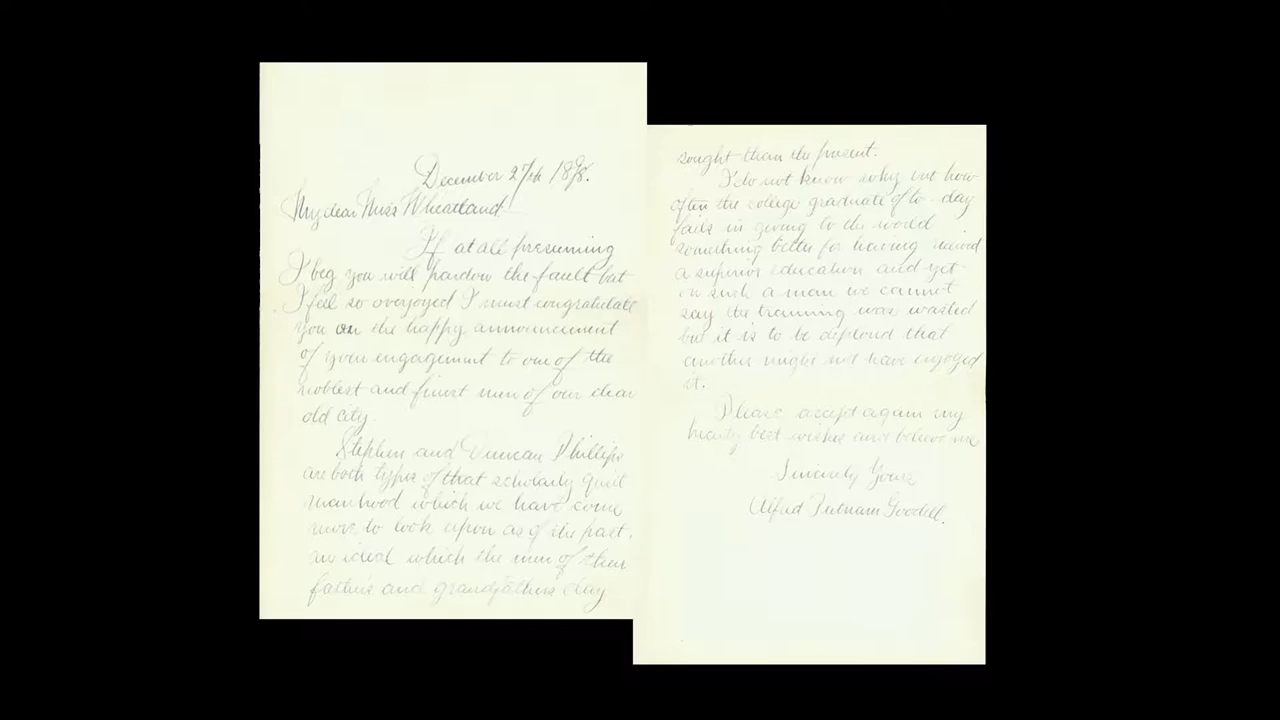 December 27th 1898.
My dear Miss Wheatland
If at all presuming
I beg you will pardon the fault but
I feel so overjoyed I must congratulate
you on the happy announcement
of your engagement to one of the
noblest and finest men of our dear
old city.
Stephen and Duncan Phillips
are both types of that scholarly quiet
manhood which we have come
more to look upon as of the past,
an ideal which the men of their
father's and grandfathers day
sought than the present.
I do not know why but how
often the college graduate of to-day
fails in giving to the world
something better for having received
a superior education and yet
on such a man we cannot
say the training was wasted
but it is to be deplored that
another might not have enjoyed
it.
Please accept again my
hearty best wishes and believe me
Sincerely Yours
Alfred Putnam Goodell.